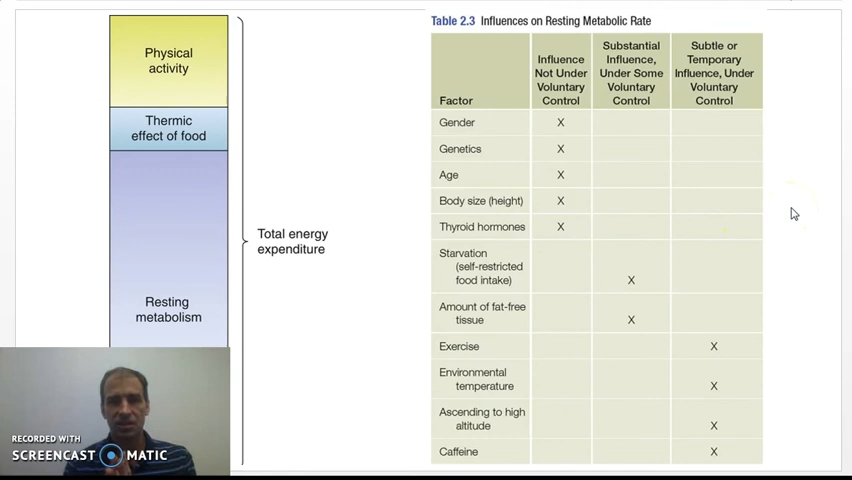 Physical
activity
Thermic
effect of food
Resting
metabolism
Total energy
expenditure
RECORDED WITH
SCREENCAST MATIC
Table 2.3 Influences on Resting Metabolic Rate
Factor
Influence
Not Under
Voluntary
Control
Substantial
Influence,
Under Some
Voluntary
Control
Subtle or
Temporary
Influence, Under
Voluntary
Control
Gender X
Genetics X
Age X
Body size (height) X
Thyroid hormones X
Starvation
(self-restricted
food intake) X
Amount of fat-free
tissue X
Exercise X
Environmental
temperature X
Ascending to high
altitude X
Caffeine X